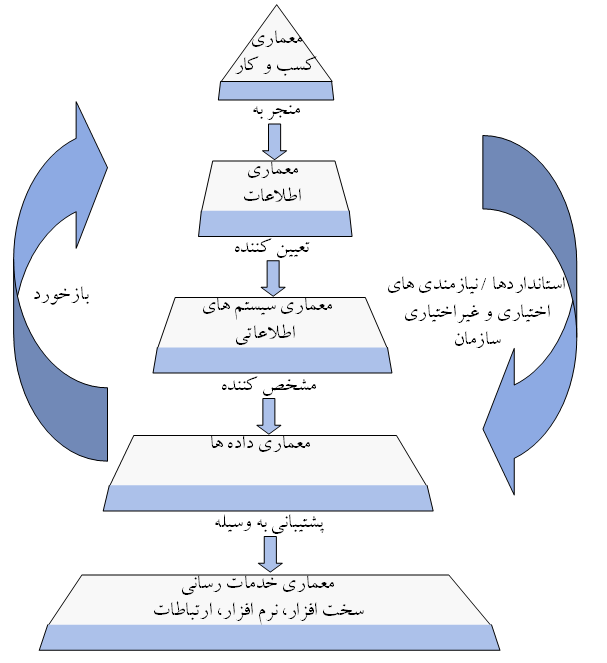 معماری
کسب و کار
منجر به
معماری
اطلاعات
تعیین کننده
معماری سیستم های
اطلاعاتی
مشخص کننده
معماری داده ها
پشتیبانی به وسیله
معماری خدمات رسانی
سخت افزار، نرم افزار، ارتباطات
استانداردها / نیازمندی های
اختیاری و غیراختیاری
سازمان
بازخورد